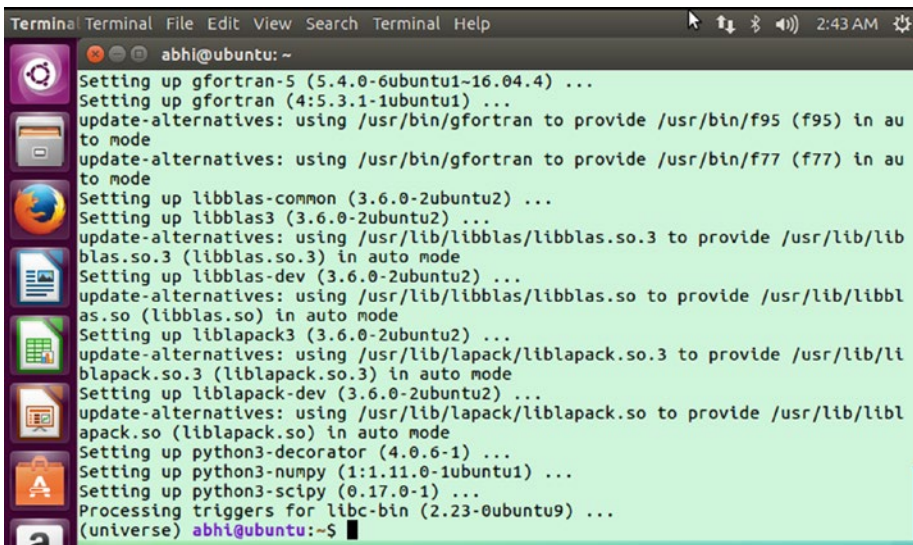 Terminal Terminal File Edit View Search Terminal Help 2:43 AM
abhi@ubuntu: ~
Setting up gfortran-5 (5.4.0-6ubuntu1~16.04.4) ...
Setting up gfortran (4:5.3.1-1ubuntu1) ...
update-alternatives: using /usr/bin/gfortran to provide /usr/bin/f95 (f95) in au
to mode
update-alternatives: using /usr/bin/gfortran to provide /usr/bin/f77 (f77) in au
to mode
Setting up libblas-common (3.6.0-2ubuntu2) ...
Setting up libblas3 (3.6.0-2ubuntu2) ...
update-alternatives: using /usr/lib/libblas/libblas.so.3 to provide /usr/lib/lib
blas.so.3 (libblas.so.3) in auto mode
Setting up libblas-dev (3.6.0-2ubuntu2) ...
update-alternatives: using /usr/lib/libblas/libblas.so to provide /usr/lib/libbl
as.so (libblas.so) in auto mode
Setting up liblapack3 (3.6.0-2ubuntu2) ...
update-alternatives: using /usr/lib/lapack/liblapack.so.3 to provide /usr/lib/li
blapack.so.3 (liblapack.so.3) in auto mode
Setting up liblapack-dev (3.6.0-2ubuntu2) ...
update-alternatives: using /usr/lib/lapack/liblapack.so to provide /usr/lib/libl
apack.so (liblapack.so) in auto mode
Setting up python3-decorator (4.0.6-1) ...
Setting up python3-numpy (1:1.11.0-1ubuntu1) ...
Setting up python3-scipy (0.17.0-1) ...
Processing triggers for libc-bin (2.23-0ubuntu9) ...
(universe) abhi@ubuntu:~$
a